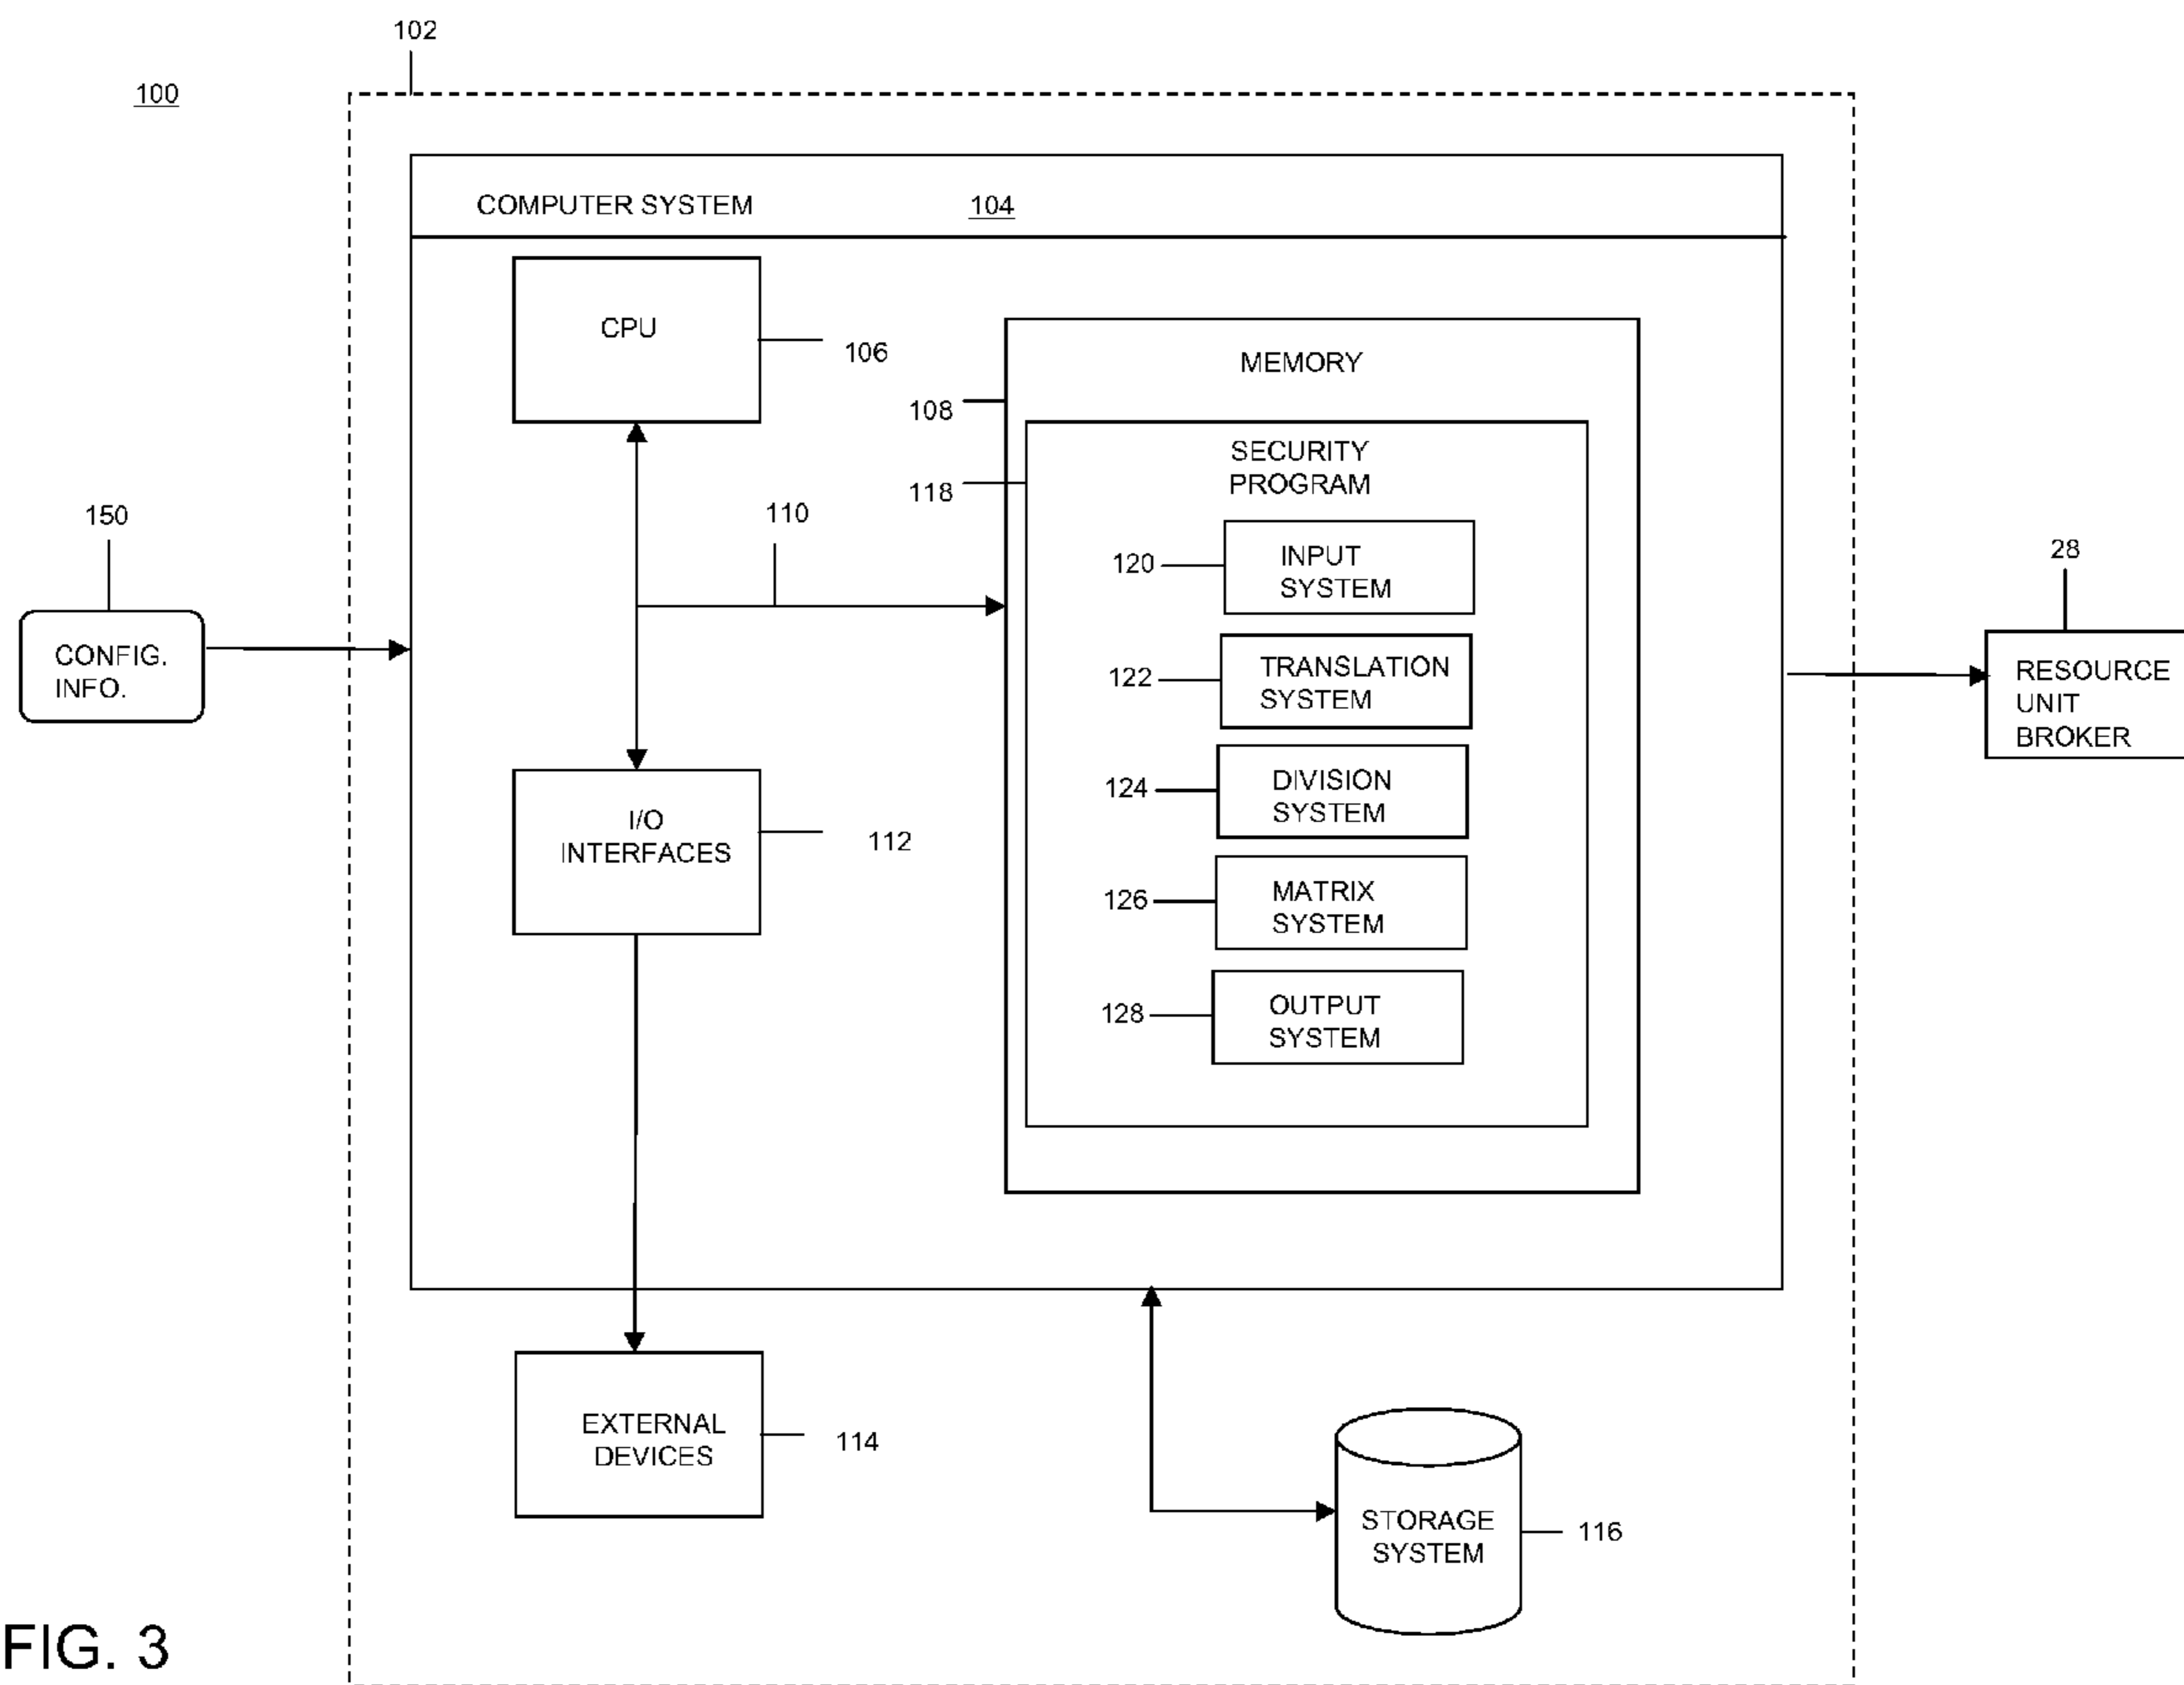 102
100
COMPUTER SYSTEM 104
CPU
106
MEMORY
108
SECURITY
PROGRAM
118
150
110
120
INPUT
SYSTEM
28
CONFIG.
INFO.
122
TRANSLATION
SYSTEM
RESOURCE
UNIT
BROKER
124
DIVISION
SYSTEM
I/O
INTERFACES
112
126
MATRIX
SYSTEM
128
OUTPUT
SYSTEM
EXTERNAL
DEVICES
114
STORAGE
SYSTEM
116
FIG. 3